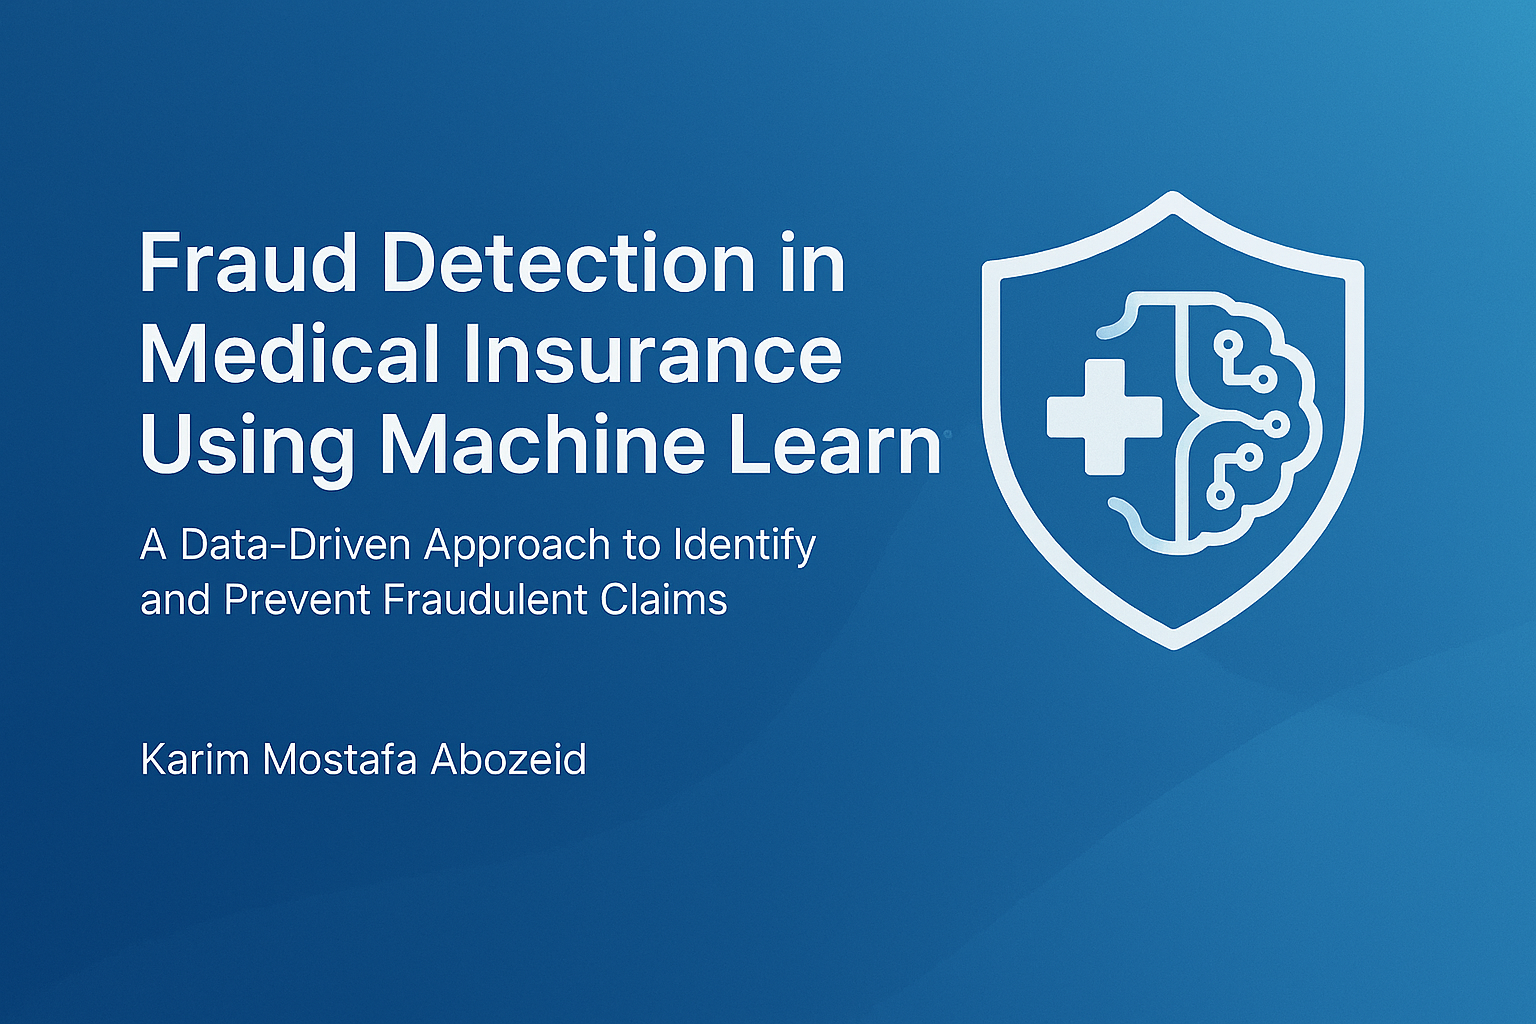 Fraud Detection in
Medical Insurance
Using Machine Learn
A Data-Driven Approach to Identify
and Prevent Fraudulent Claims
Karim Mostafa Abozeid